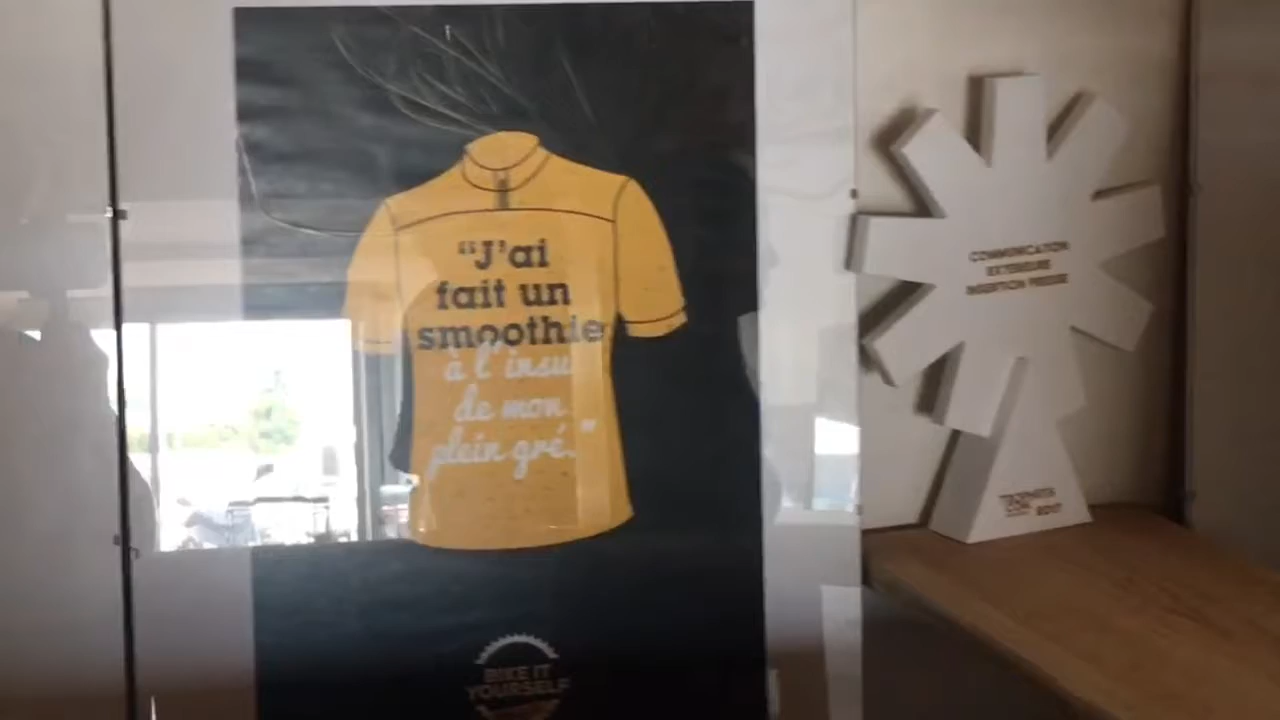 “J'ai
fait un
smoothie
à l'insu
de mon
plein gré.”
BIKE IT
YOURSELF
COMMUNICATION
EXTERIEURE
INSERTION PRESSE
2017